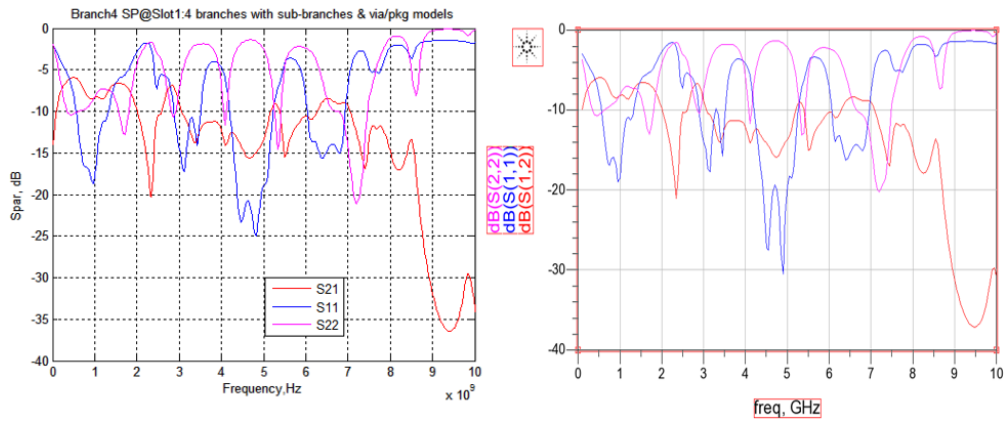 Branch4 SP@Slot1:4 branches with sub-branches & via/pkg models
0
-5
-10
-15
-20
-25
-30
-35
-40
Spar, dB
S21
S11
S22
0 1 2 3 4 5 6 7 8 9 10
Frequency,Hz
x 10^9
dB(S(2,2))
dB(S(1,1))
dB(S(1,2))
0
-10
-20
-30
-40
0 1 2 3 4 5 6 7 8 9 10
freq, GHz